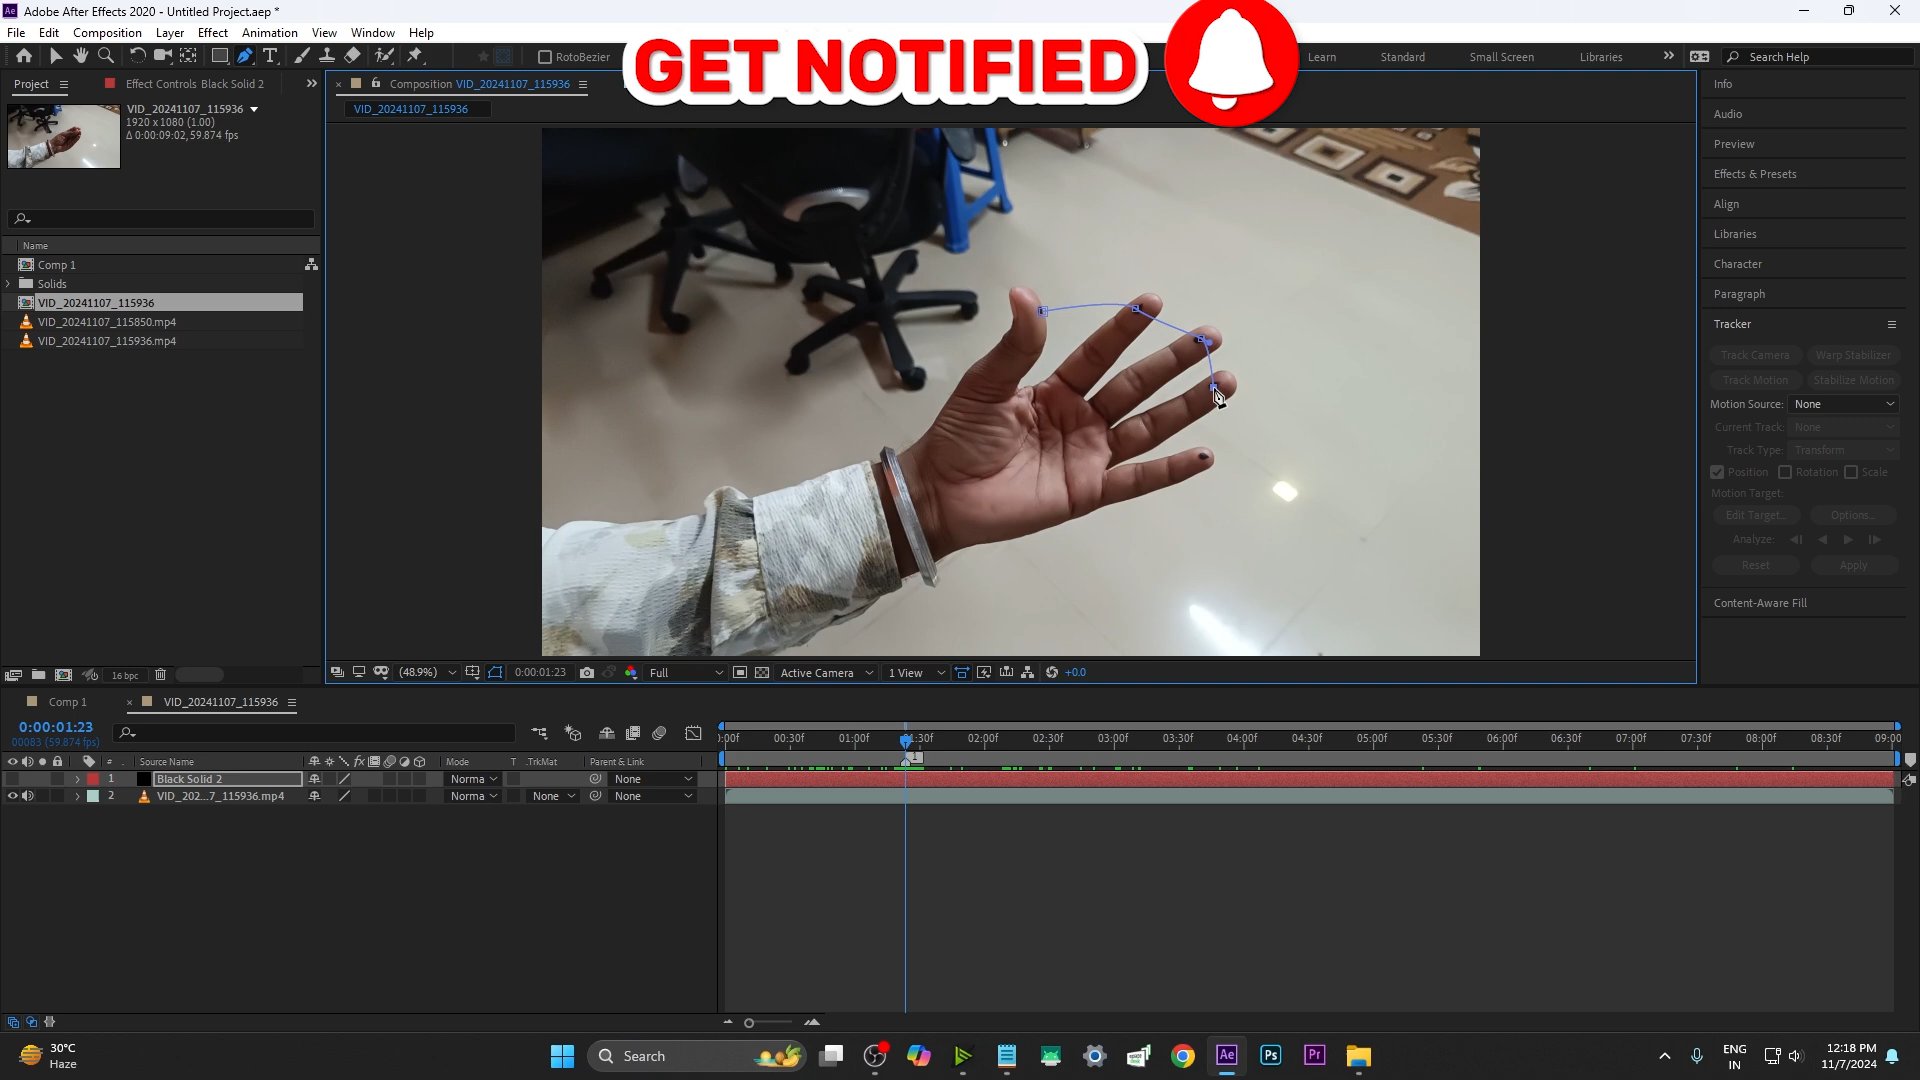 Ae Adobe After Effects 2020 - Untitled Project.aep *
File Edit Composition Layer Effect Animation View Window Help
RotoBezier
GET NOTIFIED
Learn Standard Small Screen Libraries Search Help
Project Effect Controls Black Solid 2
Composition VID_20241107_115936
VID_20241107_115936
VID_20241107_115936
1920 x 1080 (1.00)
Δ 0:00:09:02, 59.874 fps
Name
Comp 1
Solids
VID_20241107_115936
VID_20241107_115850.mp4
VID_20241107_115936.mp4
16 bpc
(48.9%) 0:00:01:23 Full Active Camera 1 View +0.0
Info
Audio
Preview
Effects & Presets
Align
Libraries
Character
Paragraph
Tracker
Track Camera Warp Stabilizer
Track Motion Stabilize Motion
Motion Source: None
Current Track: None
Track Type: Transform
Position Rotation Scale
Motion Target:
Edit Target... Options...
Analyze:
Reset Apply
Content-Aware Fill
Comp 1 VID_20241107_115936
0:00:01:23
00083 (59.874 fps)
# Source Name Mode T .TrkMat Parent & Link
1 Black Solid 2 Norma None
2 VID_202...7_115936.mp4 Norma None None
):00f 00:30f 01:00f 01:30f 02:00f 02:30f 03:00f 03:30f 04:00f 04:30f 05:00f 05:30f 06:00f 06:30f 07:00f 07:30f 08:00f 08:30f 09:00
1
30°C
Haze
Search
Ae Ps Pr
ENG
IN
12:18 PM
11/7/2024